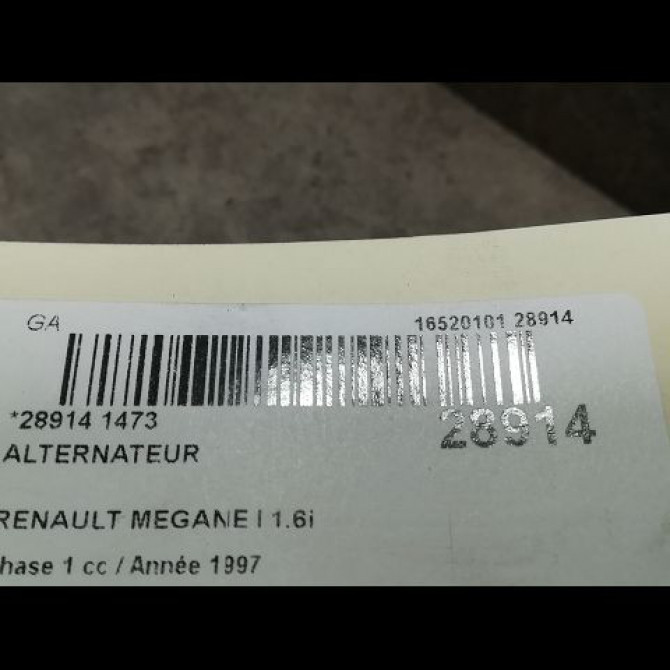 GA 16520101 28914
*28914 1473 28914
ALTERNATEUR
RENAULT MEGANE I 1.6i
hase 1 cc / Année 1997